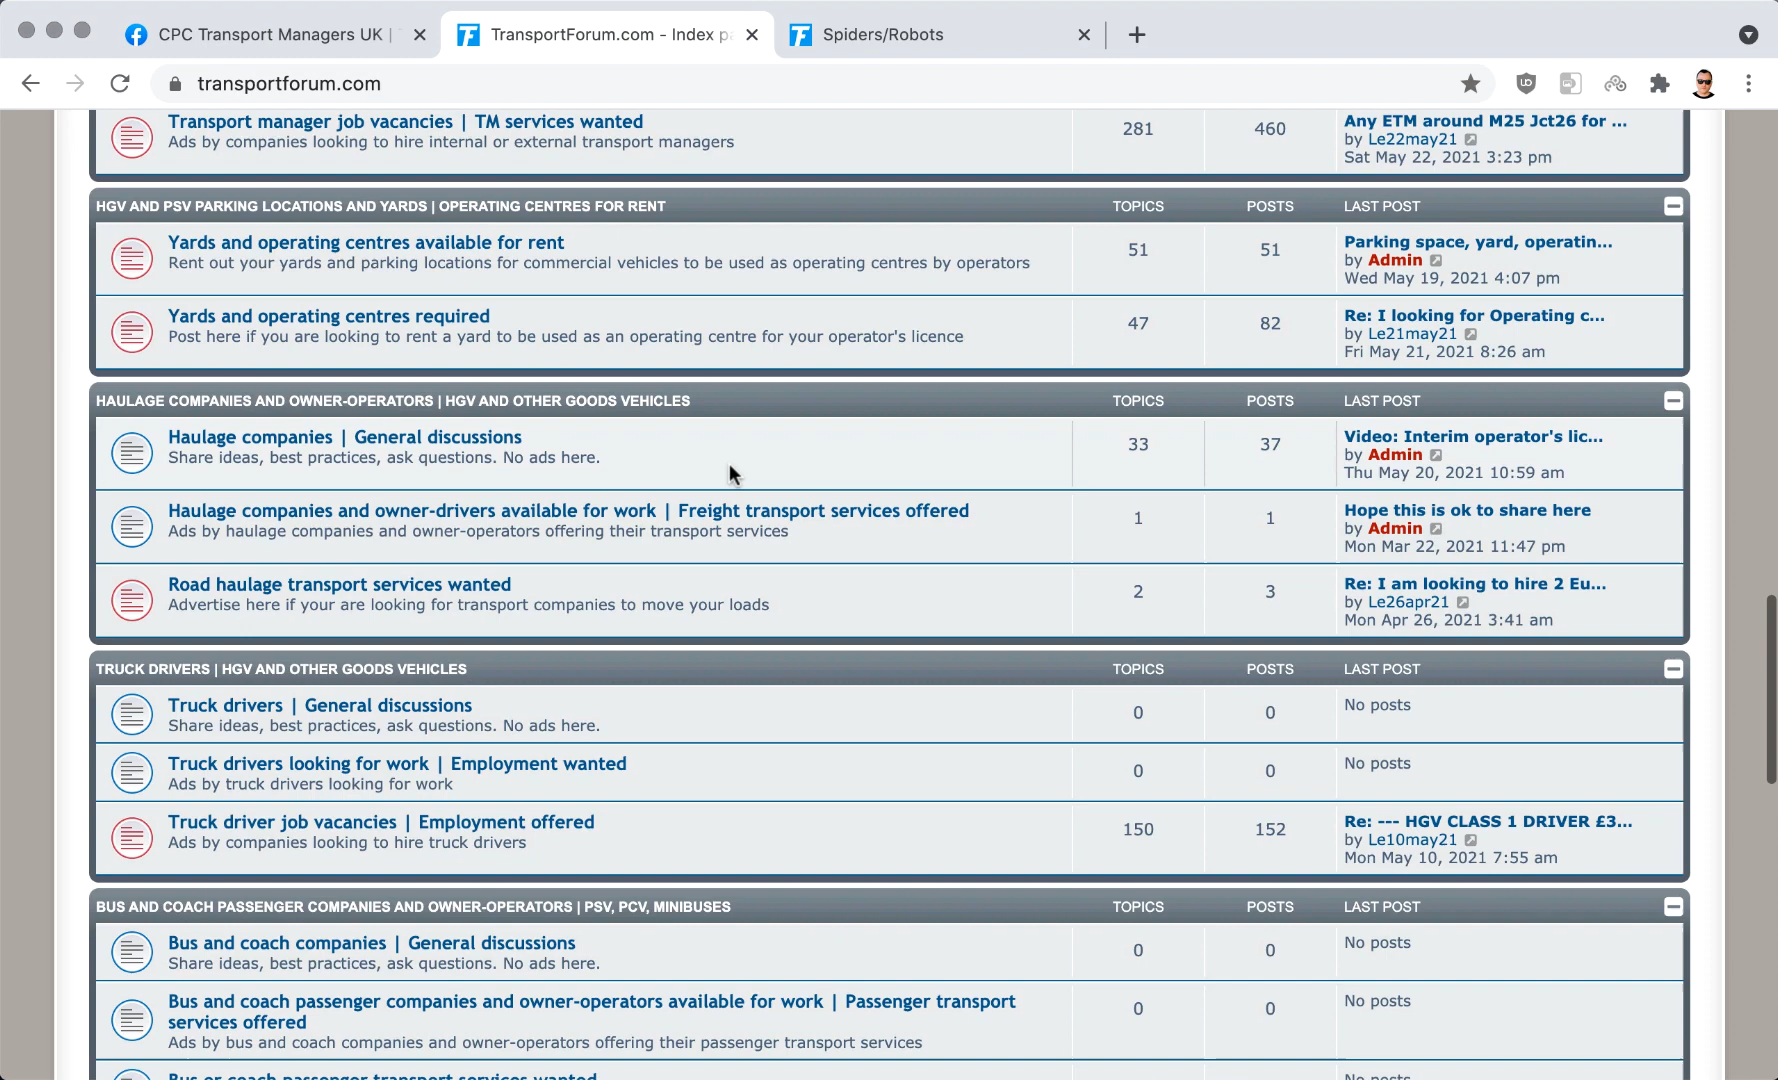 CPC Transport Managers UK |
TransportForum.com - Index p
Spiders/Robots
transportforum.com
Transport manager job vacancies | TM services wanted
Ads by companies looking to hire internal or external transport managers
281
460
Any ETM around M25 Jct26 for ...
by Le22may21
Sat May 22, 2021 3:23 pm
HGV AND PSV PARKING LOCATIONS AND YARDS | OPERATING CENTRES FOR RENT
TOPICS
POSTS
LAST POST
Yards and operating centres available for rent
Rent out your yards and parking locations for commercial vehicles to be used as operating centres by operators
51
51
Parking space, yard, operatin...
by Admin
Wed May 19, 2021 4:07 pm
Yards and operating centres required
Post here if you are looking to rent a yard to be used as an operating centre for your operator's licence
47
82
Re: I looking for Operating c...
by Le21may21
Fri May 21, 2021 8:26 am
HAULAGE COMPANIES AND OWNER-OPERATORS | HGV AND OTHER GOODS VEHICLES
TOPICS
POSTS
LAST POST
Haulage companies | General discussions
Share ideas, best practices, ask questions. No ads here.
33
37
Video: Interim operator's lic...
by Admin
Thu May 20, 2021 10:59 am
Haulage companies and owner-drivers available for work | Freight transport services offered
Ads by haulage companies and owner-operators offering their transport services
1
1
Hope this is ok to share here
by Admin
Mon Mar 22, 2021 11:47 pm
Road haulage transport services wanted
Advertise here if your are looking for transport companies to move your loads
2
3
Re: I am looking to hire 2 Eu...
by Le26apr21
Mon Apr 26, 2021 3:41 am
TRUCK DRIVERS | HGV AND OTHER GOODS VEHICLES
TOPICS
POSTS
LAST POST
Truck drivers | General discussions
Share ideas, best practices, ask questions. No ads here.
0
0
No posts
Truck drivers looking for work | Employment wanted
Ads by truck drivers looking for work
0
0
No posts
Truck driver job vacancies | Employment offered
Ads by companies looking to hire truck drivers
150
152
Re: --- HGV CLASS 1 DRIVER £3...
by Le10may21
Mon May 10, 2021 7:55 am
BUS AND COACH PASSENGER COMPANIES AND OWNER-OPERATORS | PSV, PCV, MINIBUSES
TOPICS
POSTS
LAST POST
Bus and coach companies | General discussions
Share ideas, best practices, ask questions. No ads here.
0
0
No posts
Bus and coach passenger companies and owner-operators available for work | Passenger transport
services offered
Ads by bus and coach companies and owner-operators offering their passenger transport services
0
0
No posts
Bus or coach passenger transport services wanted
No posts